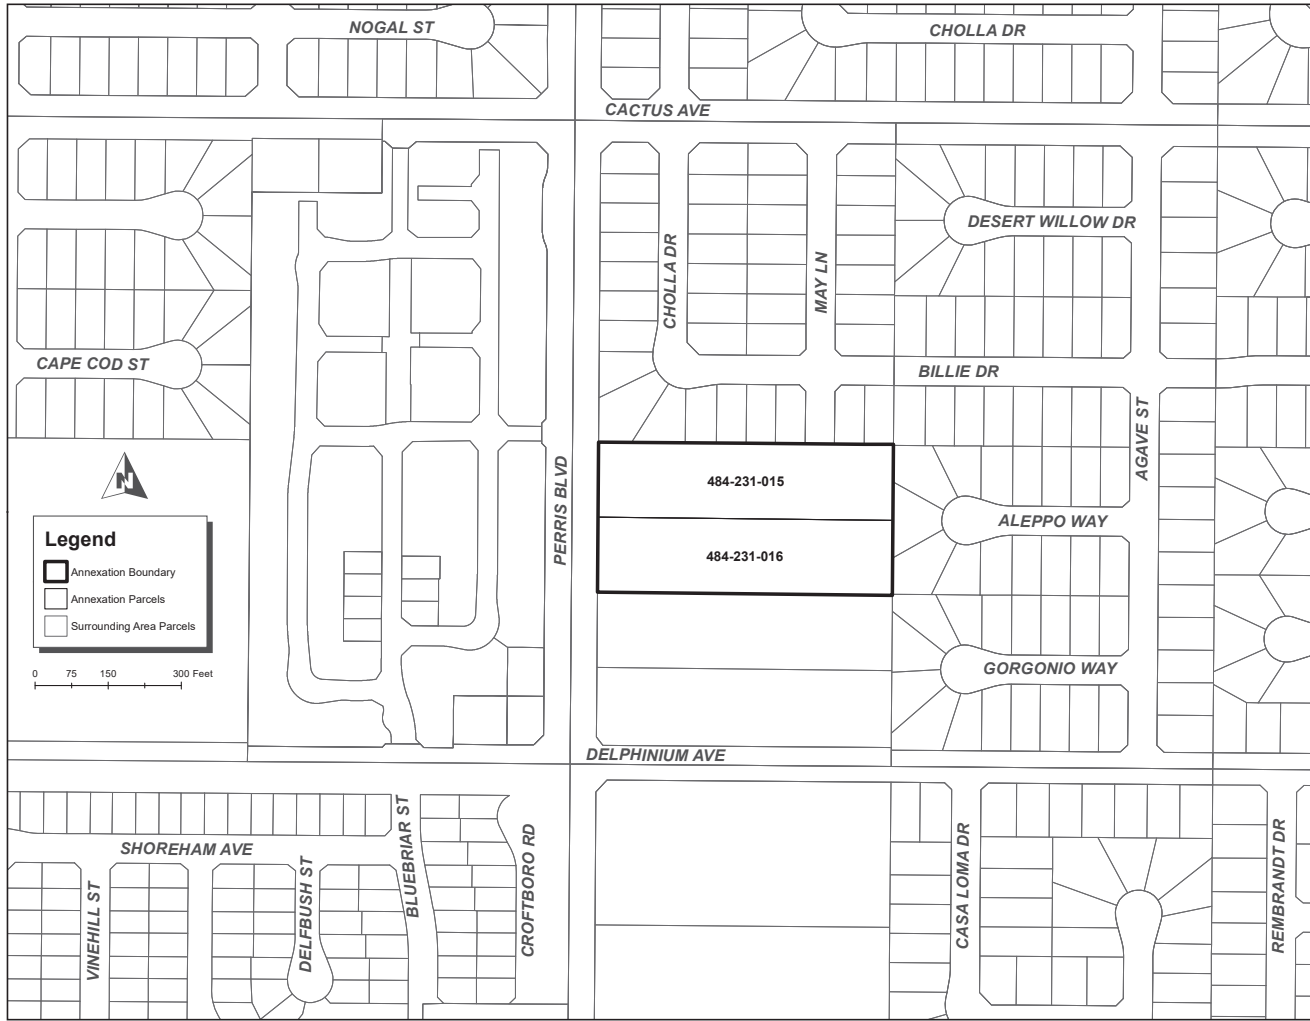 NOGAL ST
CHOLLA DR
CACTUS AVE
DESERT WILLOW DR
CHOLLA DR
MAY LN
CAPE COD ST
BILLIE DR
AGAVE ST
PERRIS BLVD
484-231-015
N
ALEPPO WAY
484-231-016
Legend
Annexation Boundary
Annexation Parcels
Surrounding Area Parcels
0 75 150 300 Feet
GORGONIO WAY
DELPHINIUM AVE
SHOREHAM AVE
VINEHILL ST
DELFBUSH ST
BLUEBRIAR ST
CROFTBORO RD
CASA LOMA DR
REMBRANDT DR